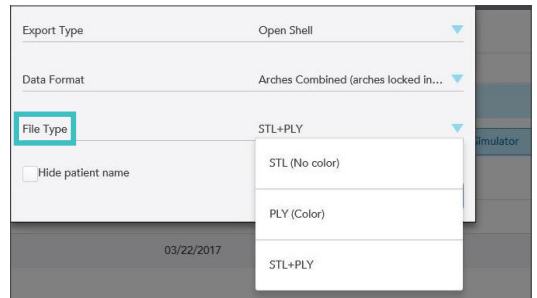 Export Type Open Shell
Data Format Arches Combined (arches locked in...
File Type STL+PLY
Simulator
Hide patient name
STL (No color)
PLY (Color)
03/22/2017
STL+PLY